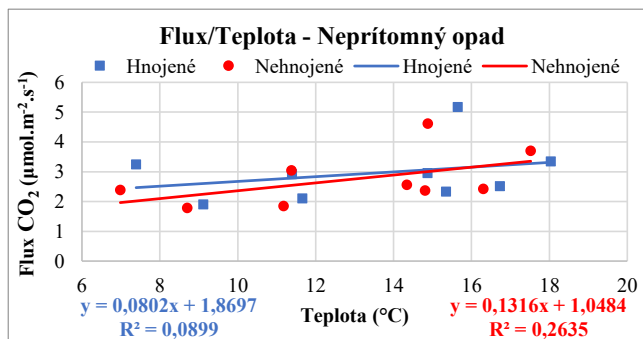 Flux/Teplota - Neprítomný opad
Hnojené Nehnojené Hnojené Nehnojené
Flux CO₂ (µmol.m⁻².s⁻¹)
6
5
4
3
2
1
0
6 8 10 12 14 16 18 20
Teplota (°C)
y = 0,0802x + 1,8697
R² = 0,0899
y = 0,1316x + 1,0484
R² = 0,2635